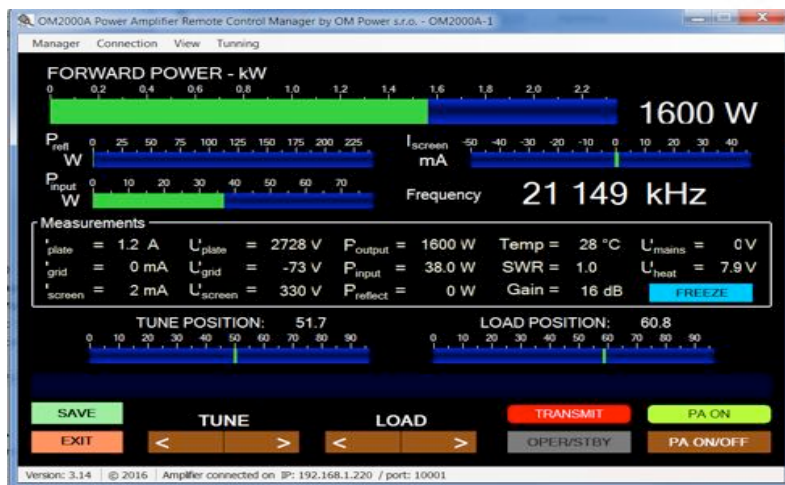 OM2000A Power Amplifier Remote Control Manager by OM Power s.r.o. - OM2000A-1
Manager Connection View Tunning
FORWARD POWER - kW
0 0,2 0,4 0,6 0,8 1,0 1,2 1,4 1,6 1,8 2,0 2,2
1600 W
Prefl W 0 25 50 75 100 125 150 175 200 225
Iscreen mA -50 -40 -30 -20 -10 0 10 20 30 40
Pinput W 0 10 20 30 40 50 60 70
Frequency 21 149 kHz
Measurements
Iplate = 1.2 A Uplate = 2728 V Poutput = 1600 W Temp = 28 °C Umains = 0 V
Igrid = 0 mA Ugrid = -73 V Pinput = 38.0 W SWR = 1.0 Uheat = 7.9 V
Iscreen = 2 mA Uscreen = 330 V Preflect = 0 W Gain = 16 dB FREEZE
TUNE POSITION: 51.7 LOAD POSITION: 60.8
0 10 20 30 40 50 60 70 80 90 0 10 20 30 40 50 60 70 80 90
SAVE TUNE LOAD TRANSMIT PA ON
EXIT < > < > OPER/STBY PA ON/OFF
Version: 3.14 © 2016 Amplifier connected on IP: 192.168.1.220 / port: 10001